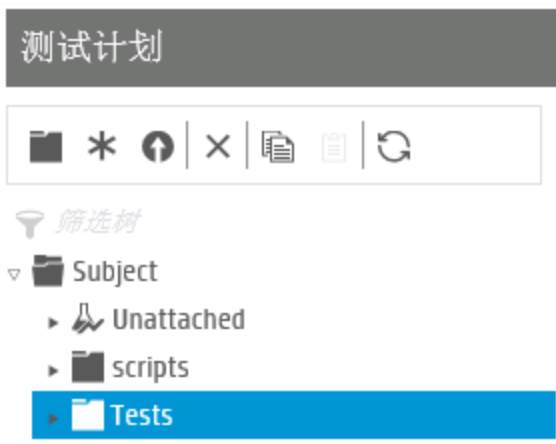 测试计划
筛选树
Subject
Unattached
scripts
Tests